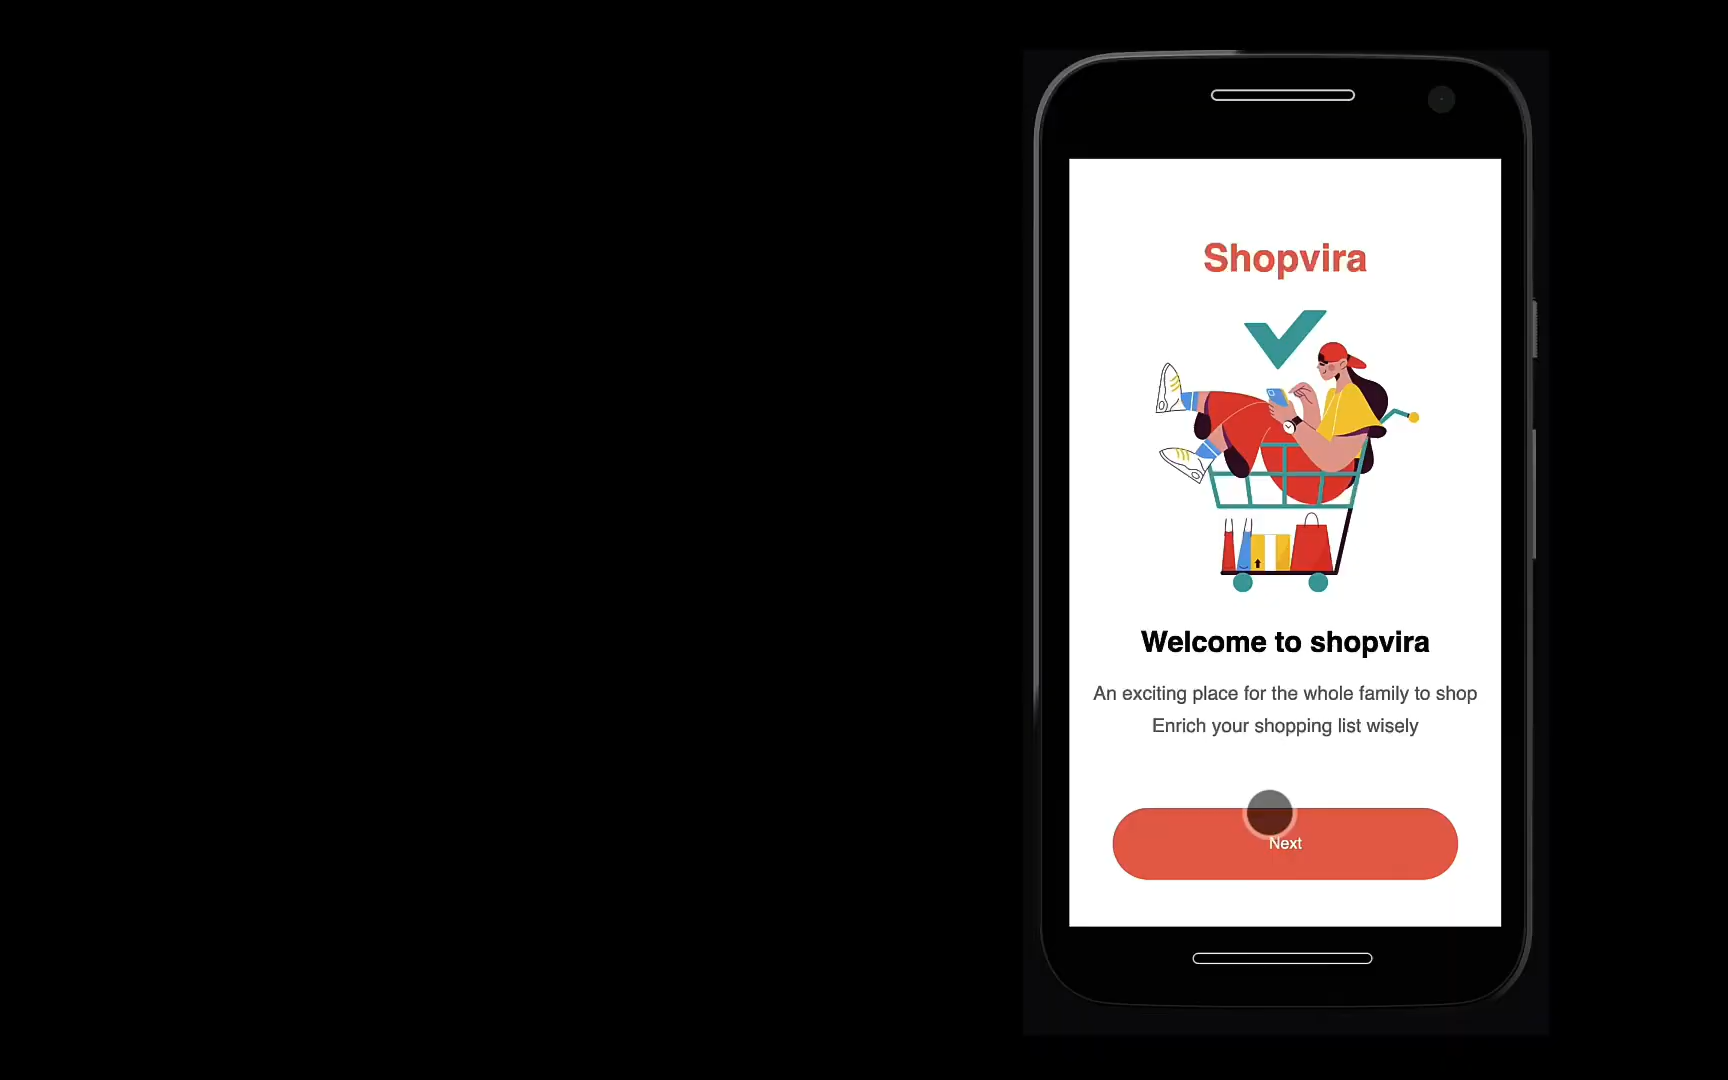 Shopvira
Welcome to shopvira
An exciting place for the whole family to shop
Enrich your shopping list wisely
Next